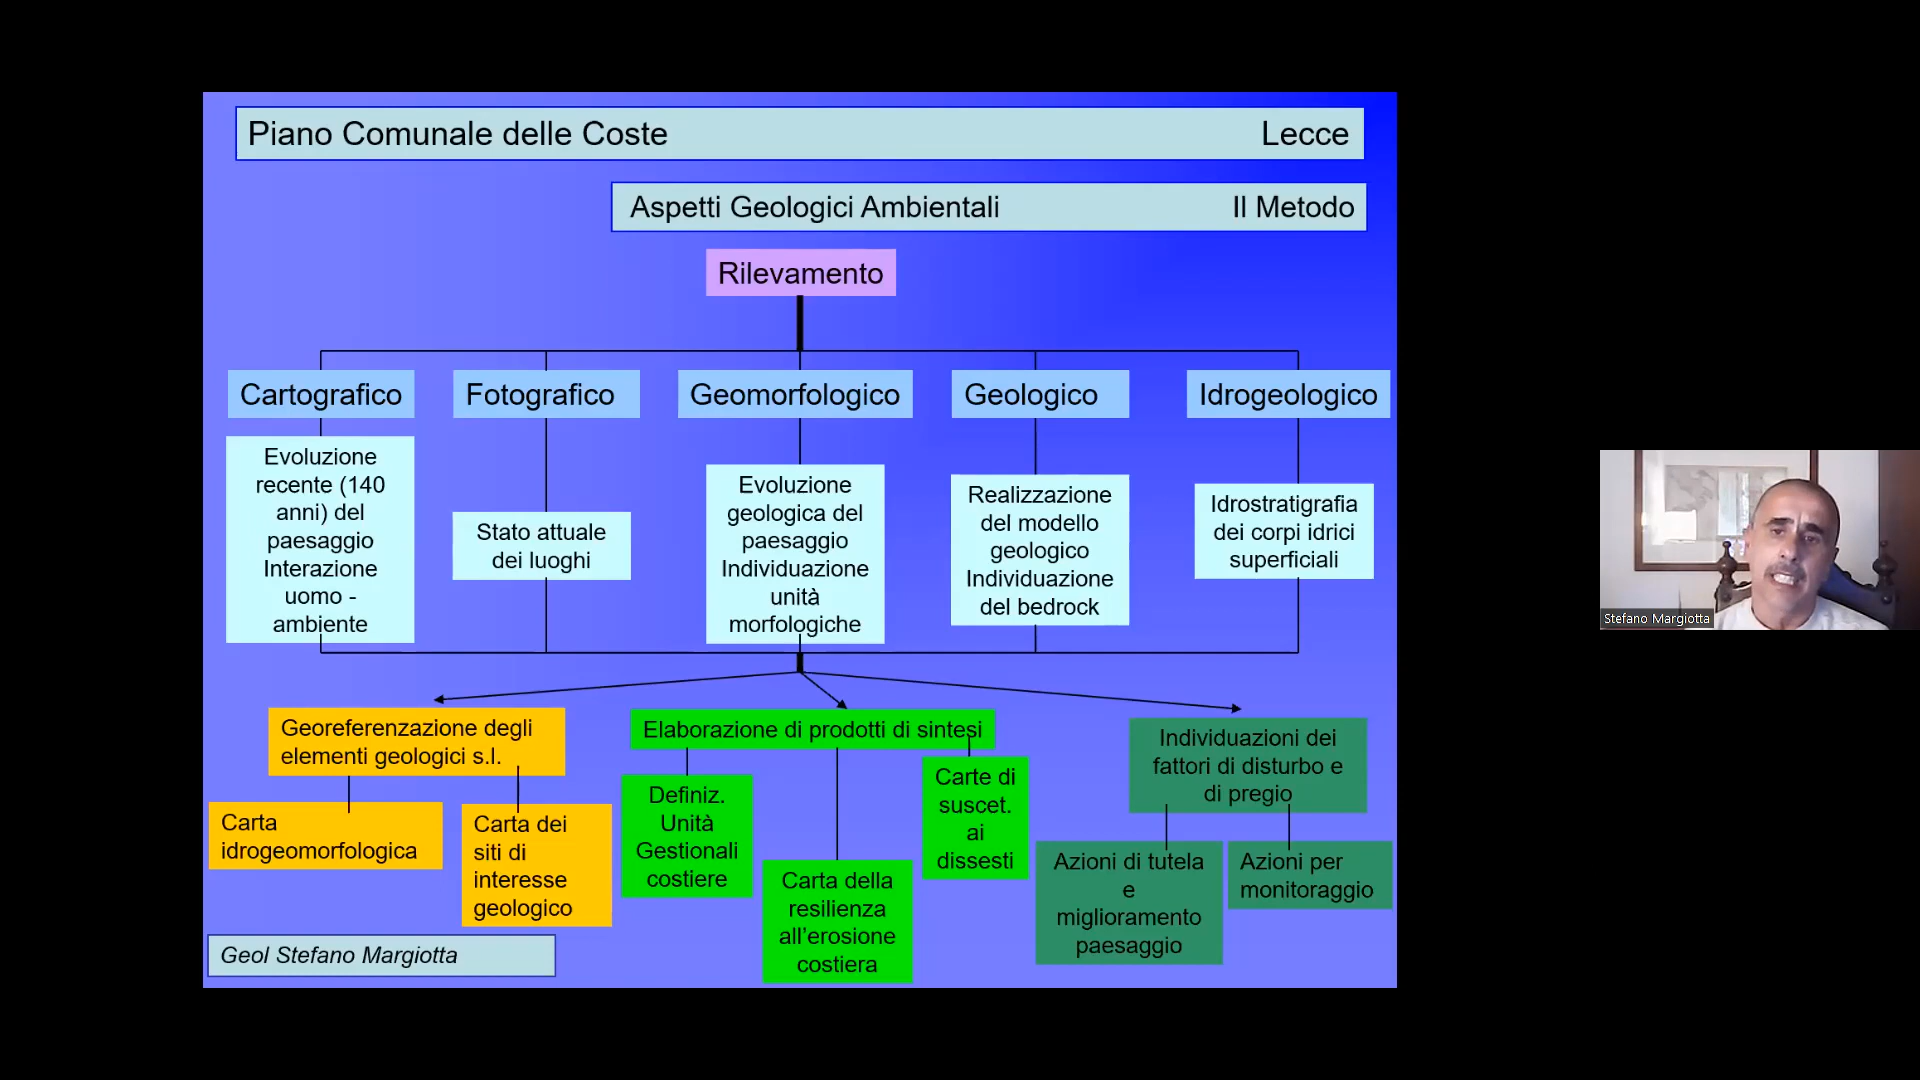 Piano Comunale delle Coste Lecce
Aspetti Geologici Ambientali Il Metodo
Rilevamento
Cartografico
Fotografico
Geomorfologico
Geologico
Idrogeologico
Evoluzione
recente (140
anni) del
paesaggio
Interazione
uomo -
ambiente
Stato attuale
dei luoghi
Evoluzione
geologica del
paesaggio
Individuazione
unità
morfologiche
Realizzazione
del modello
geologico
Individuazione
del bedrock
Idrostratigrafia
dei corpi idrici
superficiali
Georeferenzazione degli
elementi geologici s.l.
Carta
idrogeomorfologica
Carta dei
siti di
interesse
geologico
Elaborazione di prodotti di sintesi
Definiz.
Unità
Gestionali
costiere
Carta della
resilienza
all'erosione
costiera
Carte di
suscet.
ai
dissesti
Individuazioni dei
fattori di disturbo e
di pregio
Azioni di tutela
e
miglioramento
paesaggio
Azioni per
monitoraggio
Geol Stefano Margiotta
Stefano Margiotta